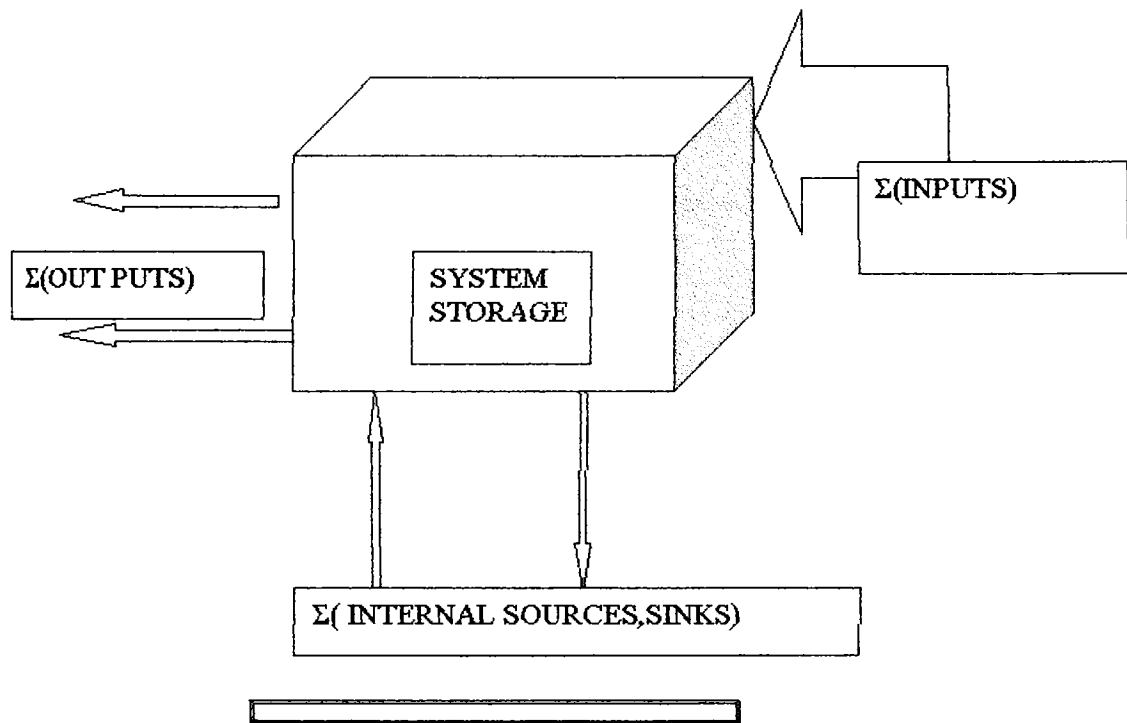 Σ(INPUTS)
Σ(OUT PUTS)
SYSTEM
STORAGE
Σ( INTERNAL SOURCES,SINKS)